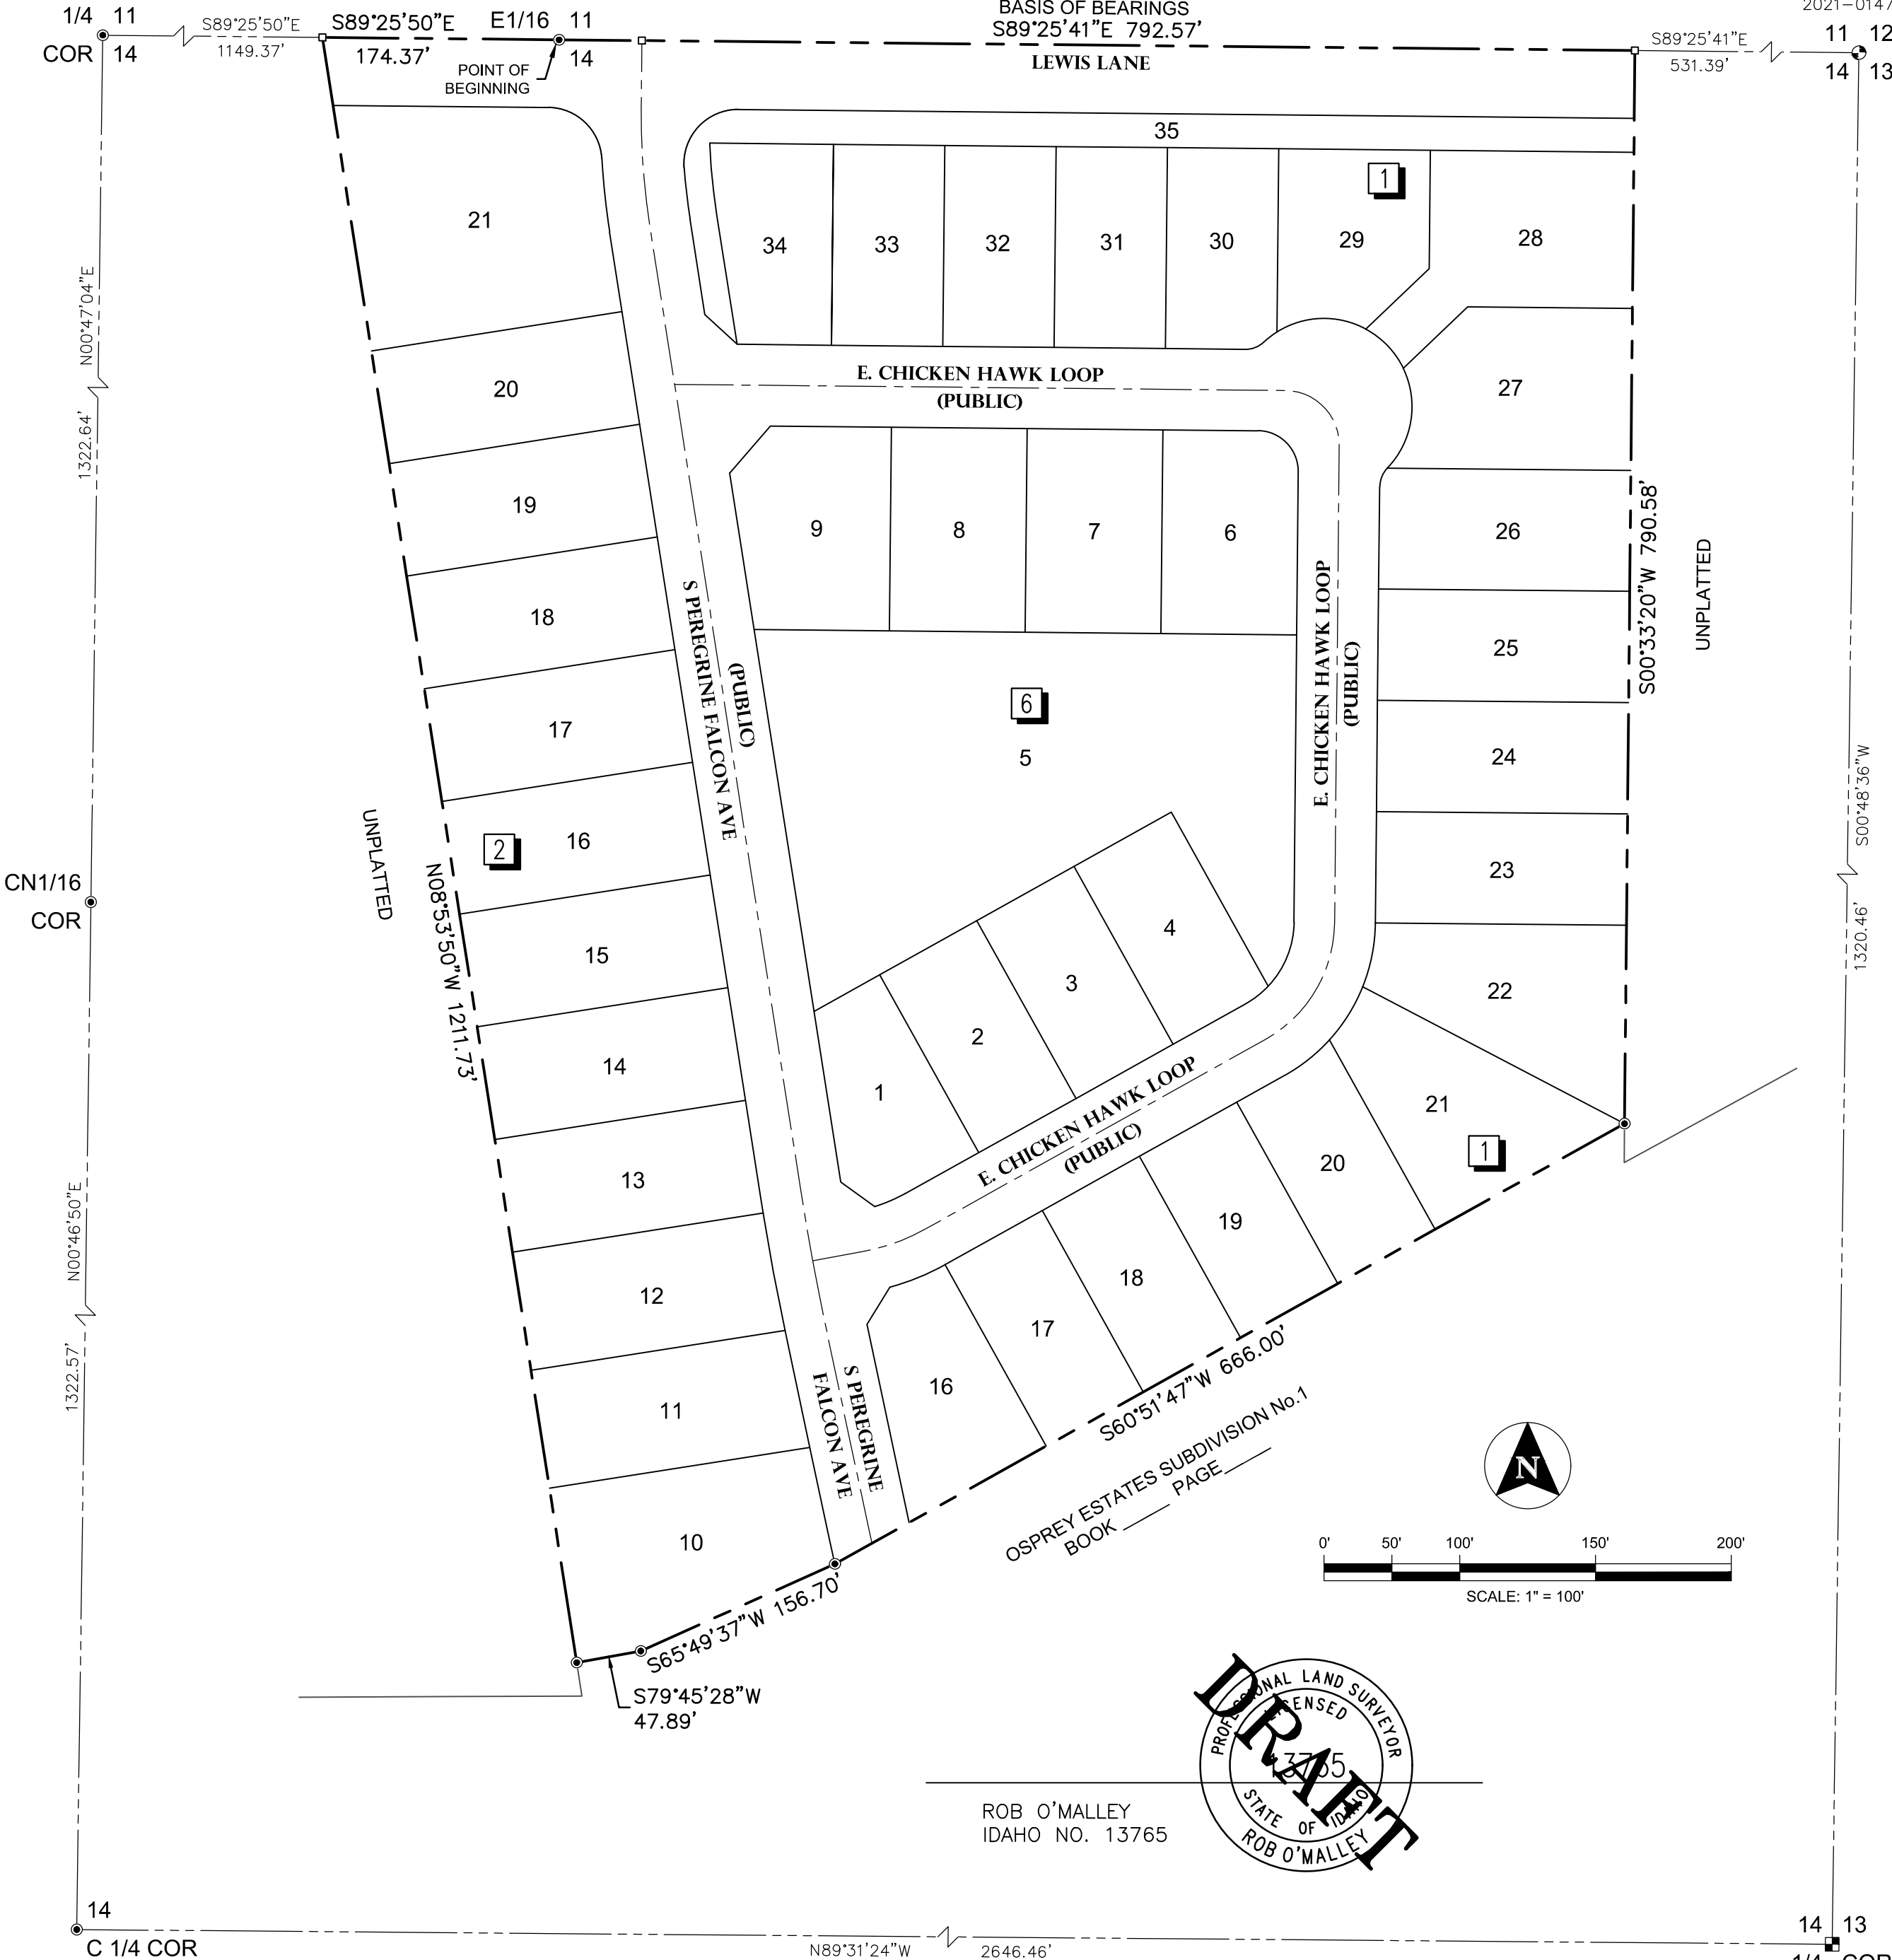 BASIS OF BEARINGS
2021-0147
1/4 11
COR 14
S89°25'50"E
1149.37'
S89°25'50"E
174.37'
E1/16 11
14
POINT OF
BEGINNING
S89°25'41"E 792.57'
LEWIS LANE
S89°25'41"E
531.39'
11 12
14 13
35
1
21
34
33
32
31
30
29
28
N00°47'04"E
1322.64'
20
E. CHICKEN HAWK LOOP
(PUBLIC)
27
19
9
8
7
6
26
S00°33'20"W 790.58'
UNPLATTED
18
S PEREGRINE FALCON AVE
(PUBLIC)
E. CHICKEN HAWK LOOP
(PUBLIC)
25
17
6
5
24
S00°48'36"W
1320.46'
UNPLATTED
2
16
23
CN1/16
COR
N08°53'50"W 1211.73'
15
4
3
22
14
2
1
E. CHICKEN HAWK LOOP
(PUBLIC)
21
1
13
20
19
N00°46'50"E
1322.57'
12
18
17
11
S PEREGRINE
FALCON AVE
16
S60°51'47"W 666.00'
OSPREY ESTATES SUBDIVISION No.1
BOOK ____ PAGE____
N
10
0' 50' 100' 150' 200'
SCALE: 1" = 100'
S65°49'37"W 156.70'
S79°45'28"W
47.89'
PROFESSIONAL LAND SURVEYOR
LICENSED
13765
STATE OF IDAHO
ROB O'MALLEY
DRAFT
ROB O'MALLEY
IDAHO NO. 13765
14
C 1/4 COR
N89°31'24"W 2646.46'
14 13
1/4 COR